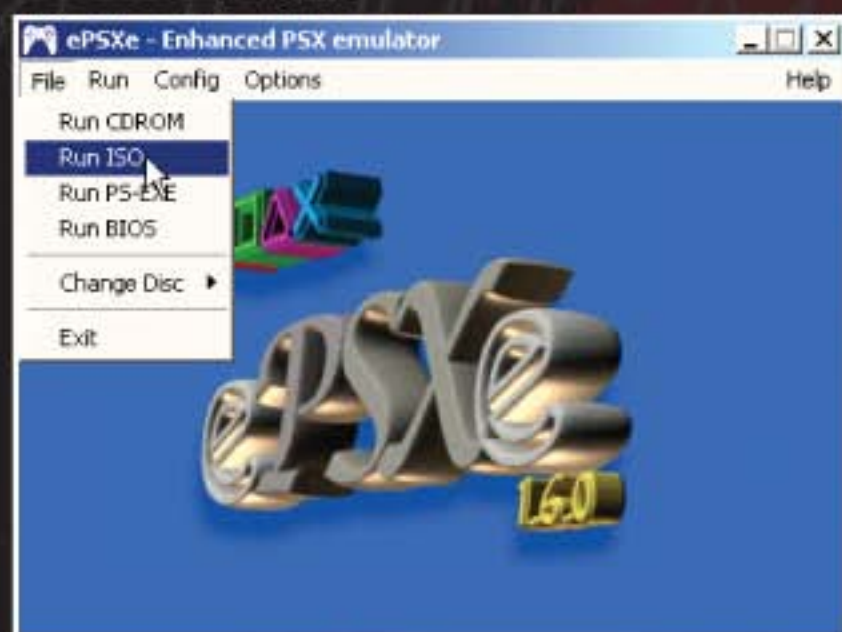 ePSXe - Enhanced PSX emulator
File Run Config Options Help
Run CDROM
Run ISO
Run PS-EXE
Run BIOS
Change Disc
Exit
ePSXe
1.6.0